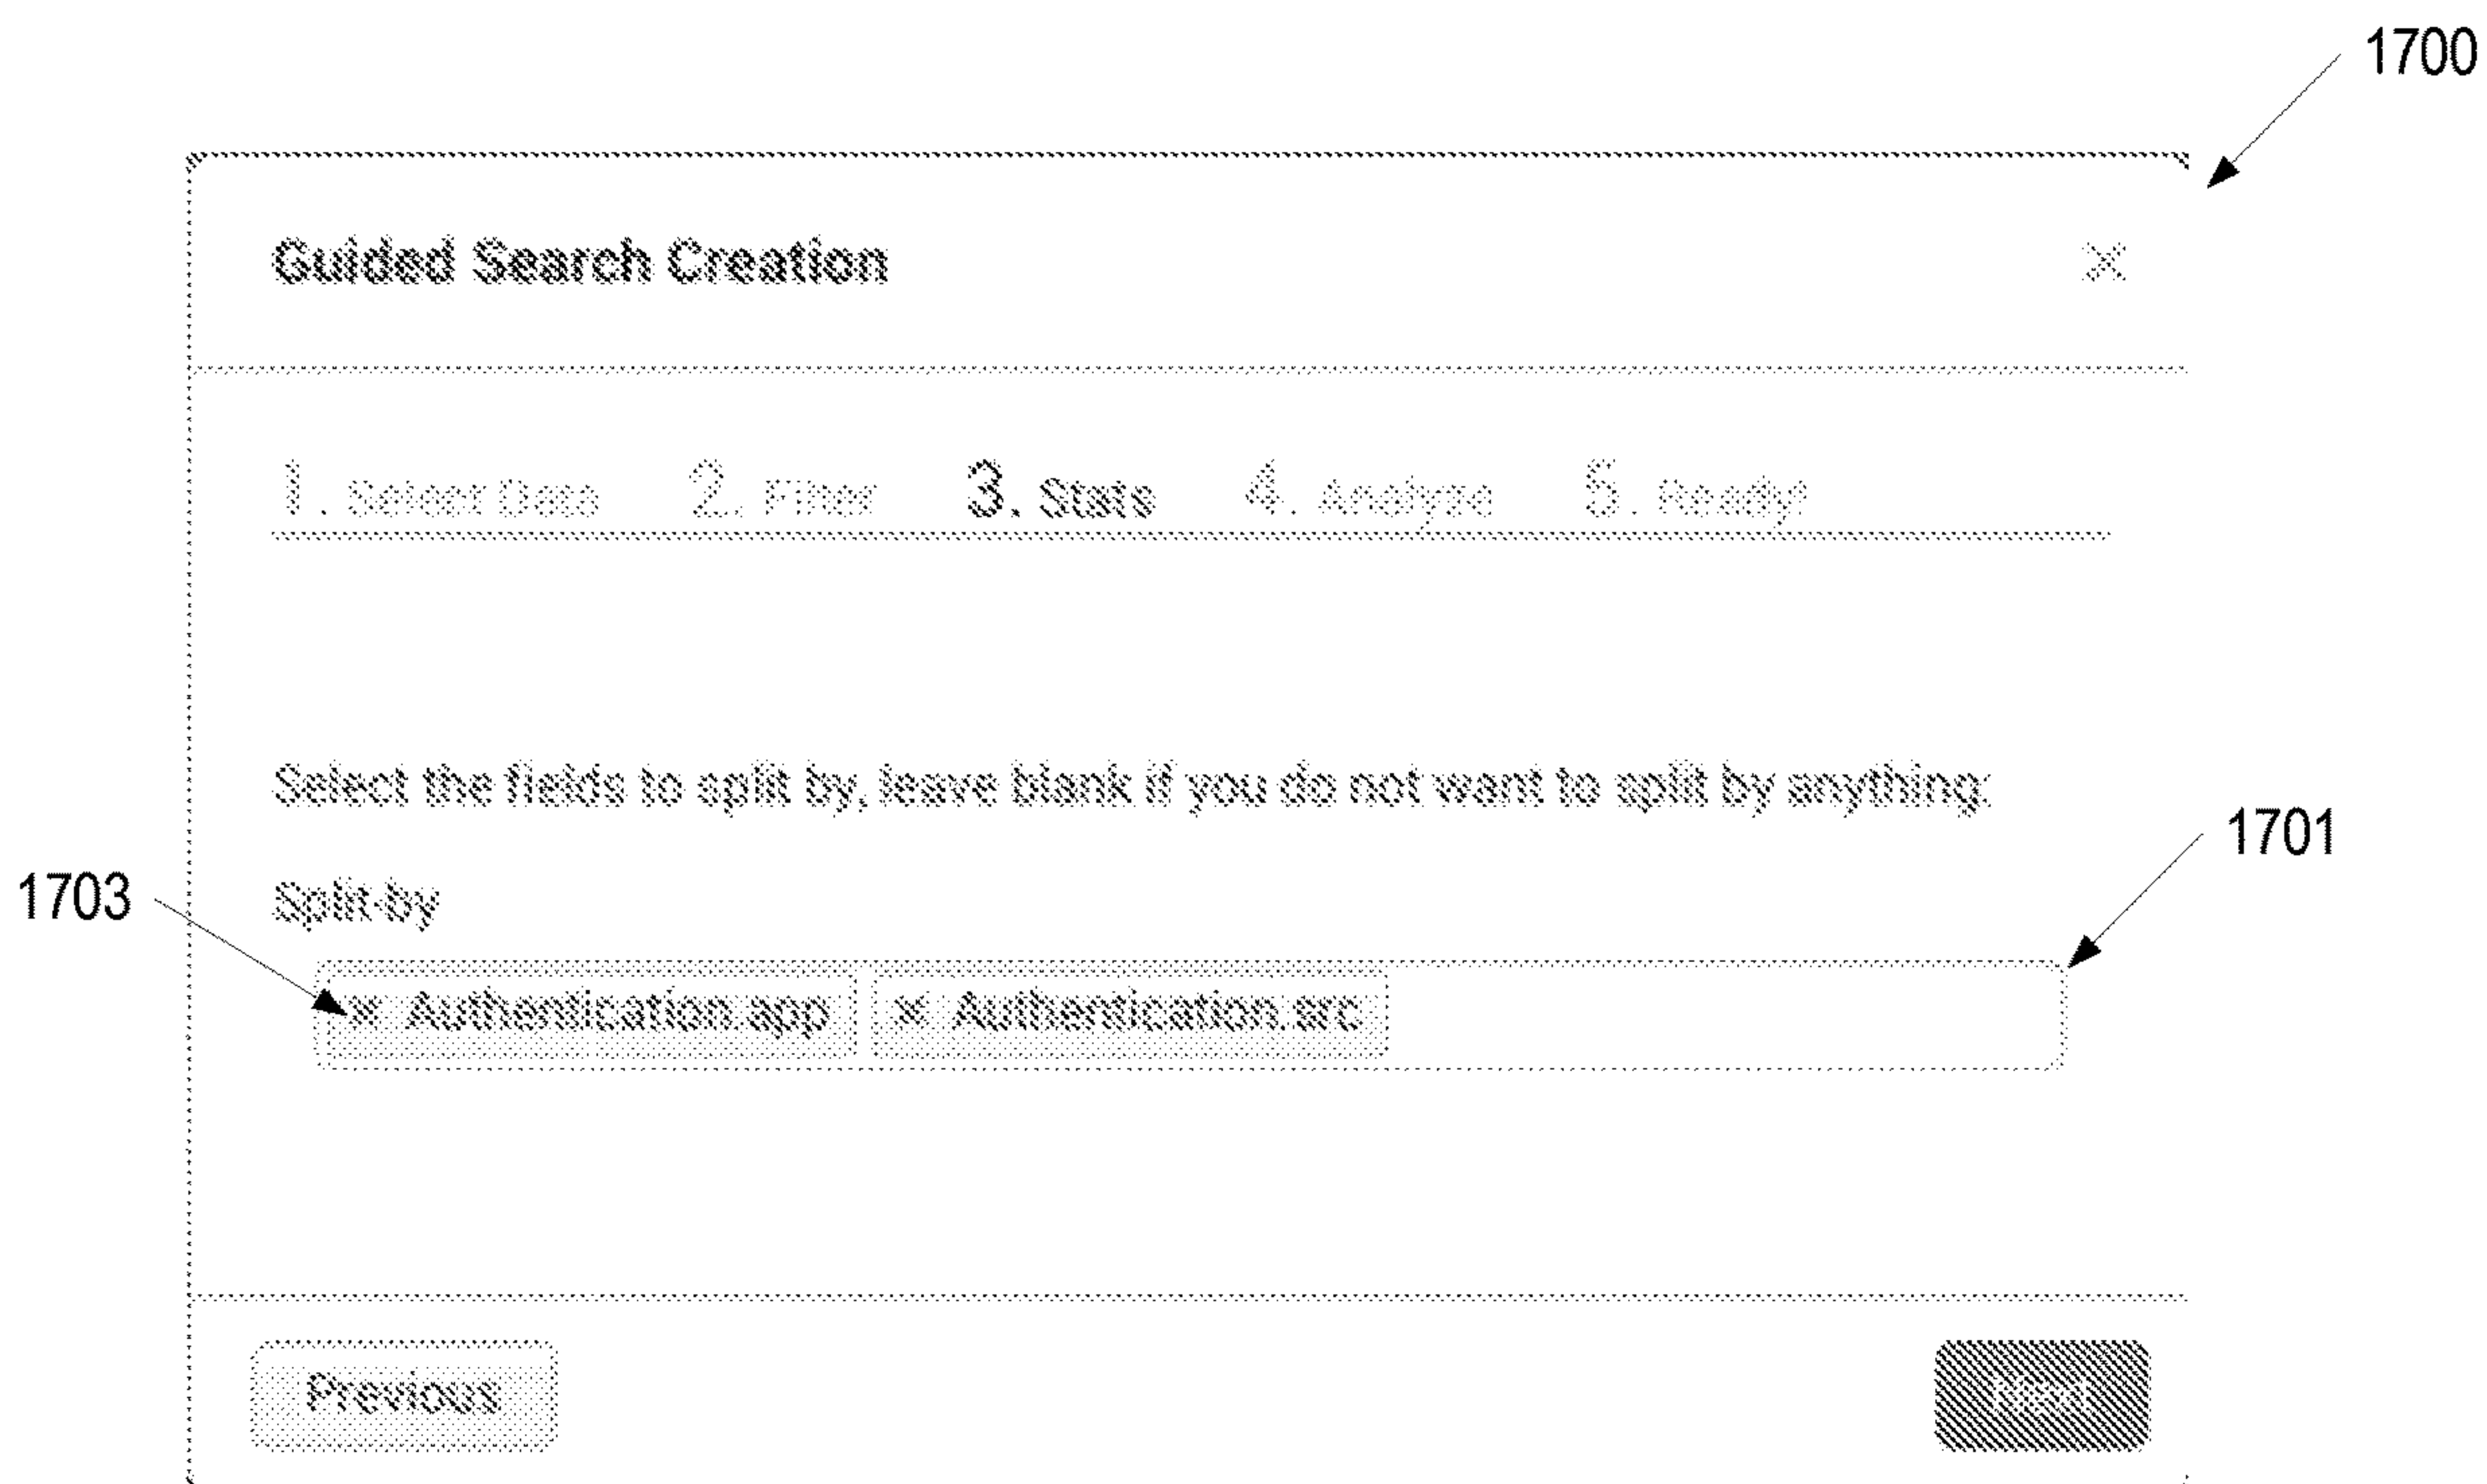 1700
Guided Search Creation ×
1. Select Data 2. Filter 3. Stats 4. Analyze 5. Ready!
Select the fields to split by, leave blank if you do not want to split by anything:
1701
1703
Split-by
× Authentication.app × Authentication.src
Previous Next